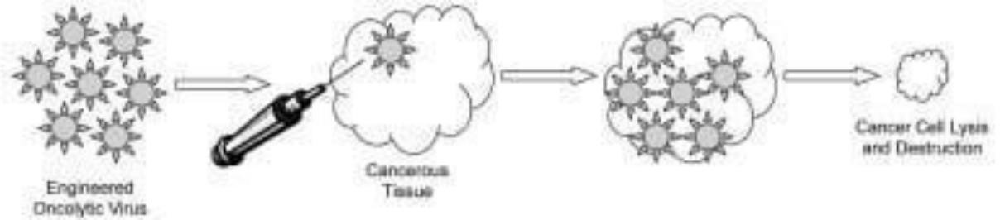 Engineered
Oncolytic Virus
Cancerous
Tissue
Cancer Cell Lysis
and Destruction